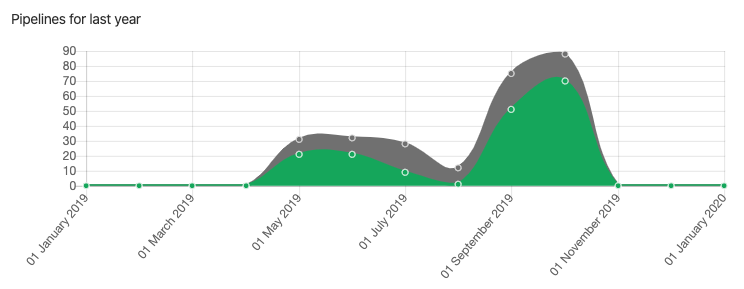 Pipelines for last year
90
80
70
60
50
40
30
20
10
0
01 January 2019
01 March 2019
01 May 2019
01 July 2019
01 September 2019
01 November 2019
01 January 2020